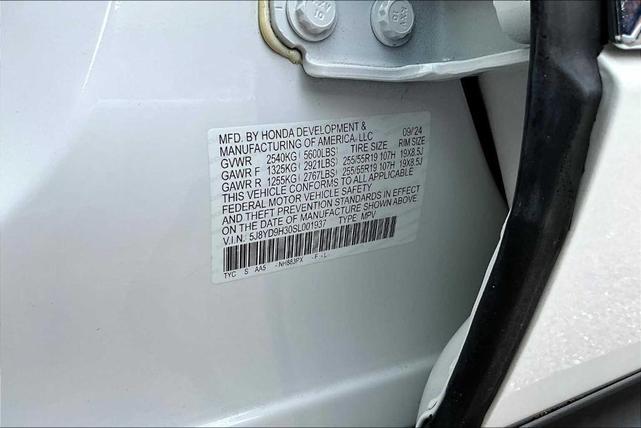 MFD. BY HONDA DEVELOPMENT &
MANUFACTURING OF AMERICA, LLC 09/24
GVWR 2540KG( 5600LBS) TIRE SIZE RIM SIZE
GAWR F 1325KG( 2921LBS) 255/55R19 107H 19X8.5J
GAWR R 1255KG( 2767LBS) 255/55R19 107H 19X8.5J
THIS VEHICLE CONFORMS TO ALL APPLICABLE
FEDERAL MOTOR VEHICLE SAFETY
AND THEFT PREVENTION STANDARDS IN EFFECT
ON THE DATE OF MANUFACTURE SHOWN ABOVE.
V.I.N. 5J8YD9H30SL001937 TYPE MPV
TYC S AA5 -NH883PX -F -L-